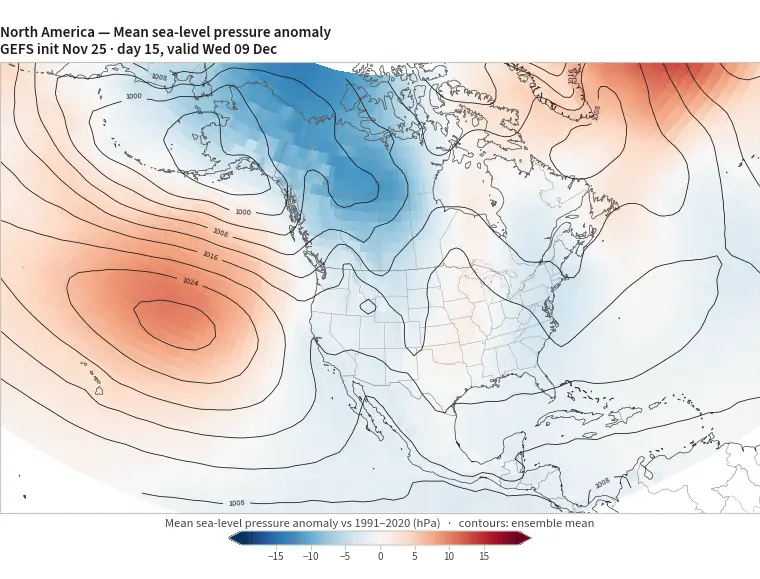 North America — Mean sea-level pressure anomaly
GEFS init Nov 25 · day 15, valid Wed 09 Dec
1008
1016
1000
1008
1000
1008
1016
1024
1008
1008
Mean sea-level pressure anomaly vs 1991–2020 (hPa) · contours: ensemble mean
−15 −10 −5 0 5 10 15